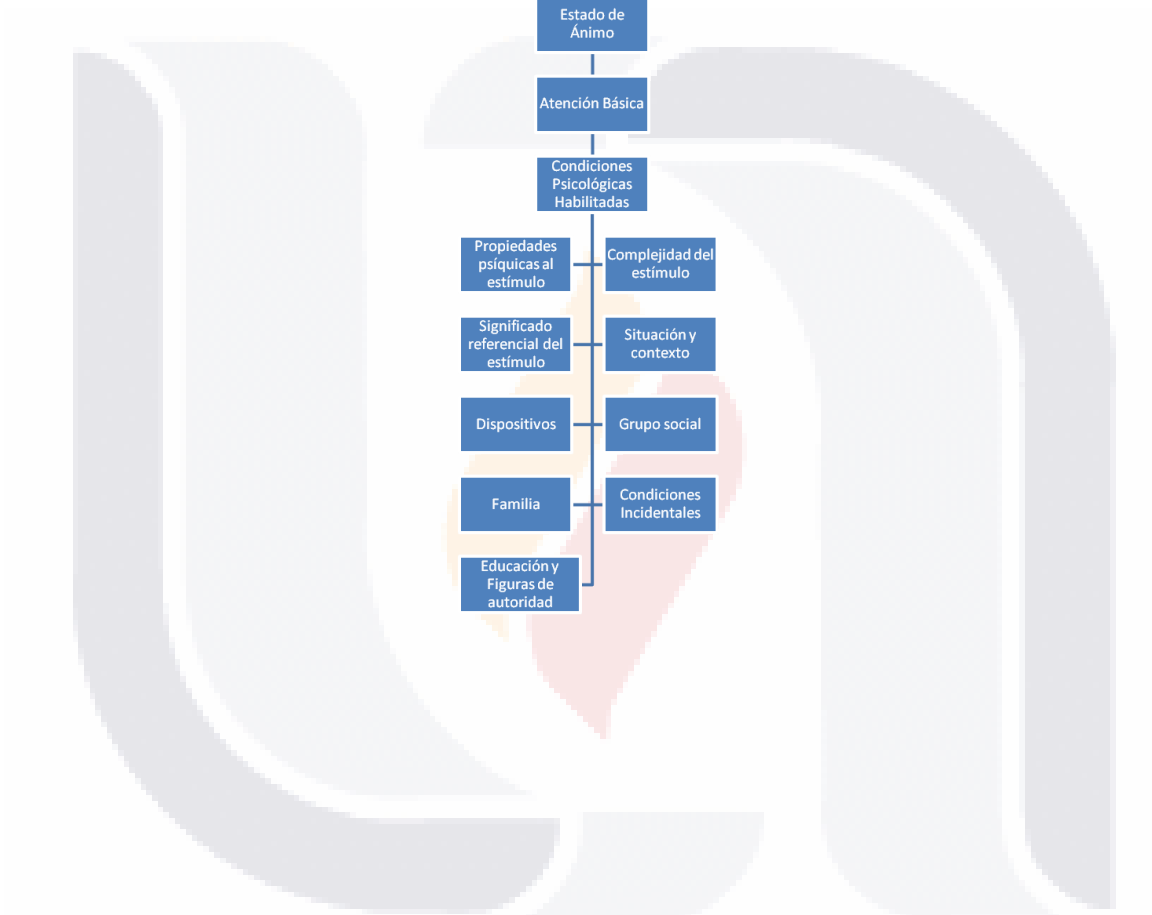 Estado de
Ánimo
Atención Básica
Condiciones
Psicológicas
Habilitadas
Propiedades
psíquicas al
estímulo
Complejidad del
estímulo
Significado
referencial del
estímulo
Situación y
contexto
Dispositivos
Grupo social
Familia
Condiciones
Incidentales
Educación y
Figuras de
autoridad